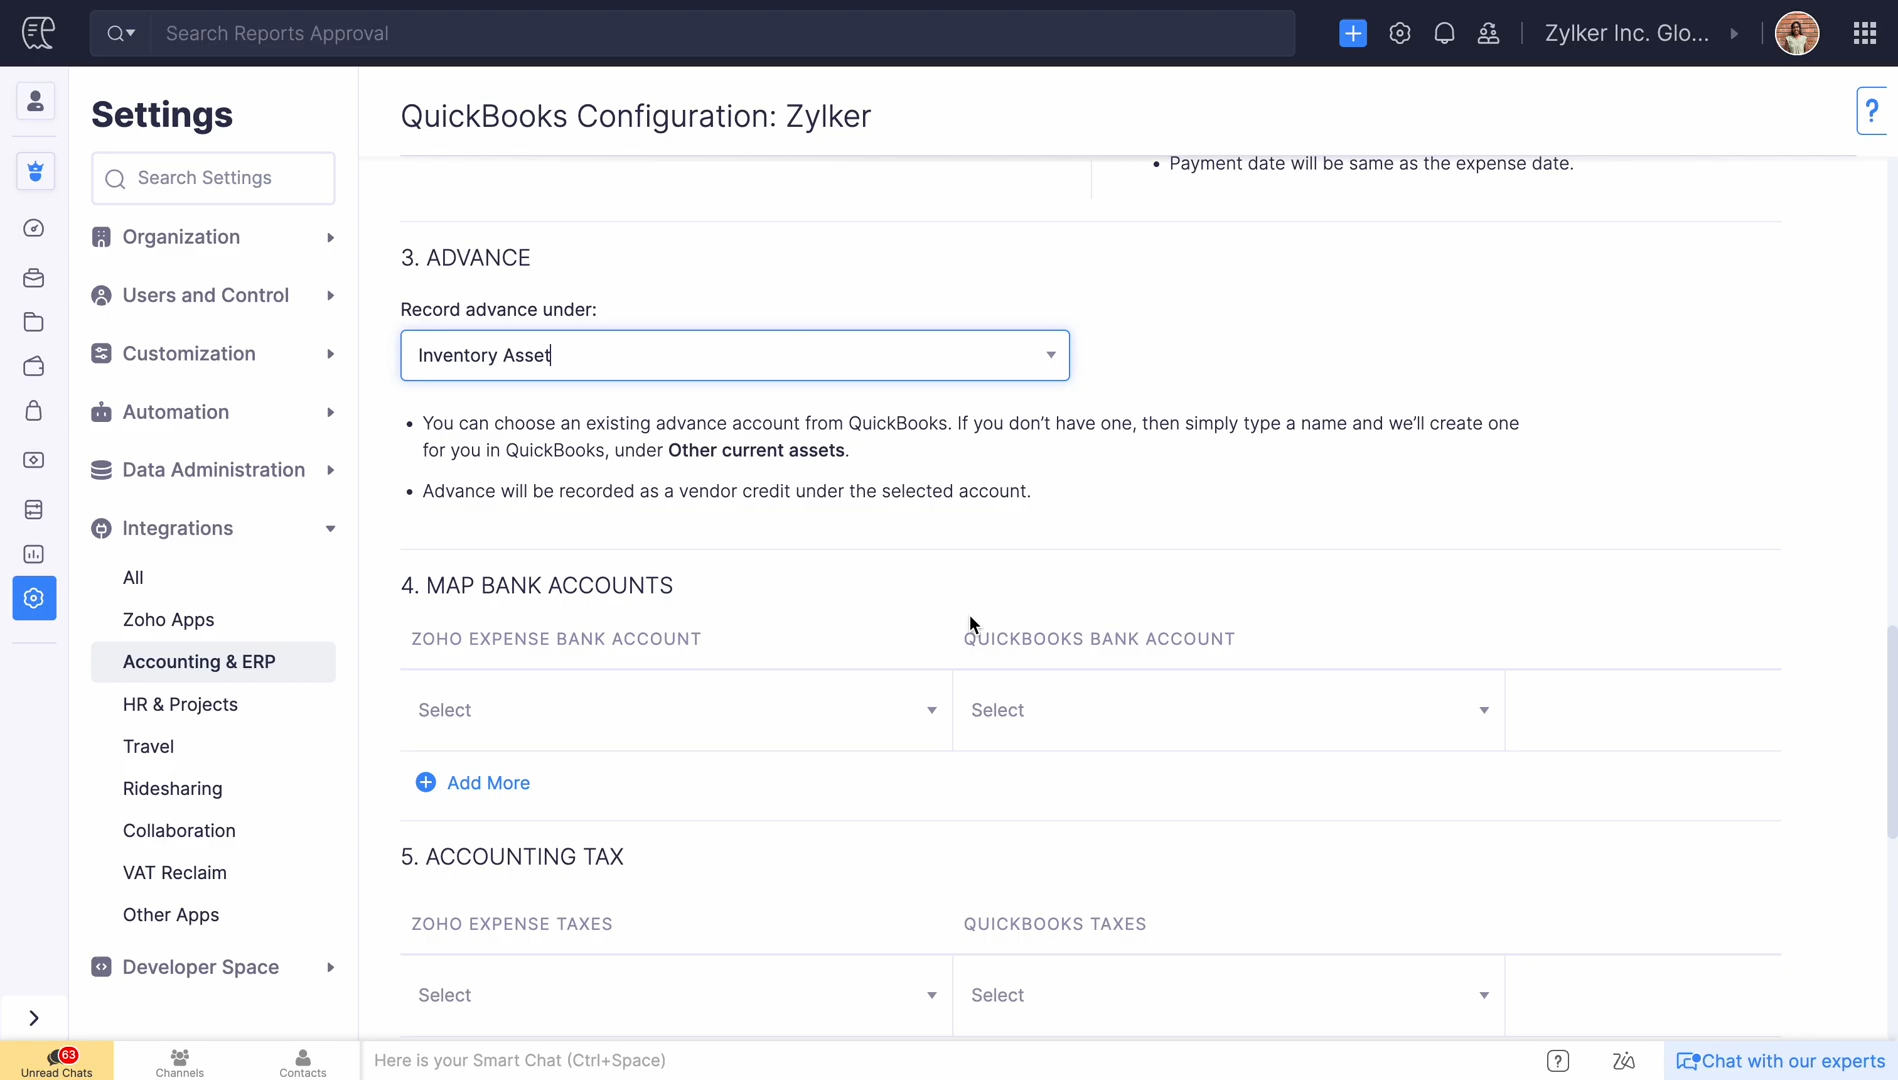 Search Reports Approval
Zylker Inc. Glo...
Settings
Search Settings
Organization
Users and Control
Customization
Automation
Data Administration
Integrations
All
Zoho Apps
Accounting & ERP
HR & Projects
Travel
Ridesharing
Collaboration
VAT Reclaim
Other Apps
Developer Space
QuickBooks Configuration: Zylker
?
• Payment date will be same as the expense date.
3. ADVANCE
Record advance under:
Inventory Asset
• You can choose an existing advance account from QuickBooks. If you don’t have one, then simply type a name and we’ll create one
for you in QuickBooks, under Other current assets.
• Advance will be recorded as a vendor credit under the selected account.
4. MAP BANK ACCOUNTS
ZOHO EXPENSE BANK ACCOUNT QUICKBOOKS BANK ACCOUNT
Select Select
Add More
5. ACCOUNTING TAX
ZOHO EXPENSE TAXES QUICKBOOKS TAXES
Select Select
63
Unread Chats
Channels
Contacts
Here is your Smart Chat (Ctrl+Space)
?
Chat with our experts